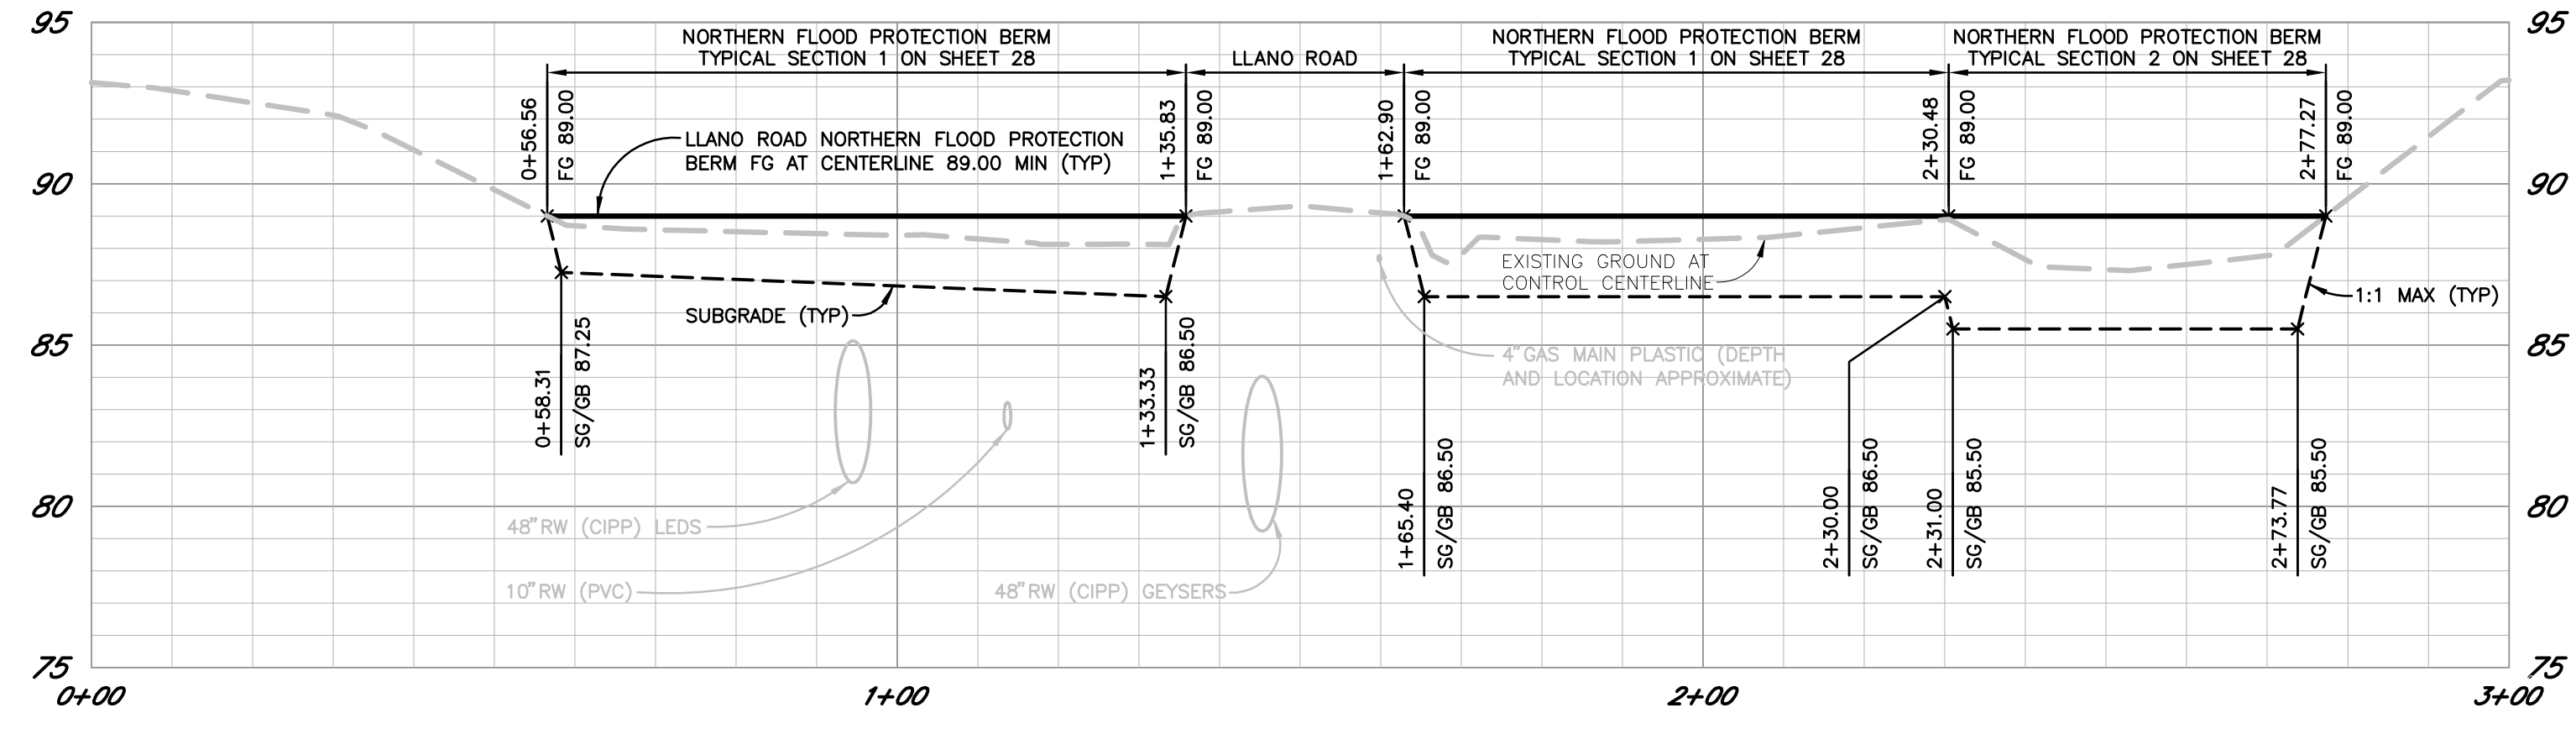 95
95
NORTHERN FLOOD PROTECTION BERM
TYPICAL SECTION 1 ON SHEET 28
LLANO ROAD
NORTHERN FLOOD PROTECTION BERM
TYPICAL SECTION 1 ON SHEET 28
NORTHERN FLOOD PROTECTION BERM
TYPICAL SECTION 2 ON SHEET 28
0+56.56
FG 89.00
1+35.83
FG 89.00
1+62.90
FG 89.00
2+30.48
FG 89.00
2+77.27
FG 89.00
LLANO ROAD NORTHERN FLOOD PROTECTION
BERM FG AT CENTERLINE 89.00 MIN (TYP)
90
90
EXISTING GROUND AT
CONTROL CENTERLINE
1:1 MAX (TYP)
SUBGRADE (TYP)
85
85
4"GAS MAIN PLASTIC (DEPTH
AND LOCATION APPROXIMATE)
0+58.31
SG/GB 87.25
1+33.33
SG/GB 86.50
1+65.40
SG/GB 86.50
2+30.00
SG/GB 86.50
2+31.00
SG/GB 85.50
2+73.77
SG/GB 85.50
80
80
48"RW (CIPP) LEDS
10"RW (PVC)
48"RW (CIPP) GEYSERS
75
75
0+00
1+00
2+00
3+00